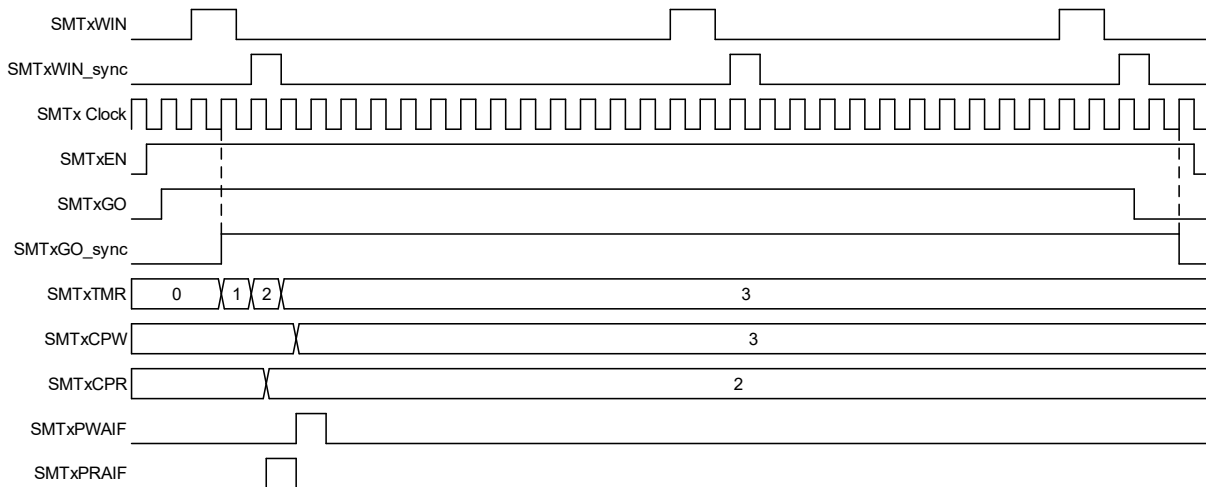 SMTxWIN
SMTxWIN_sync
SMTx Clock
SMTxEN
SMTxGO
SMTxGO_sync
SMTxTMR 0 1 2 3
SMTxCPW 3
SMTxCPR 2
SMTxPWAIF
SMTxPRAIF